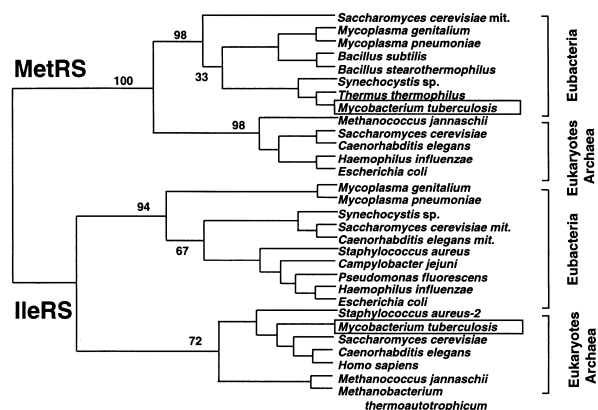 Saccharomyces cerevisiae mit.
98
Mycoplasma genitalium
Mycoplasma pneumoniae
Bacillus subtilis
33
Bacillus stearothermophilus
MetRS
100
Synechocystis sp.
Thermus thermophilus
Mycobacterium tuberculosis
Eubacteria
98
Methanococcus jannaschii
Saccharomyces cerevisiae
Caenorhabditis elegans
Haemophilus influenzae
Escherichia coli
Eukaryotes
Archaea
94
Mycoplasma genitalium
Mycoplasma pneumoniae
Synechocystis sp.
Saccharomyces cerevisiae mit.
67
Caenorhabditis elegans mit.
Staphylococcus aureus
Campylobacter jejuni
Pseudomonas fluorescens
Haemophilus influenzae
Escherichia coli
Eubacteria
IleRS
72
Staphylococcus aureus-2
Mycobacterium tuberculosis
Saccharomyces cerevisiae
Caenorhabditis elegans
Homo sapiens
Methanococcus jannaschii
Methanobacterium
thermoautotrophicum
Eukaryotes
Archaea